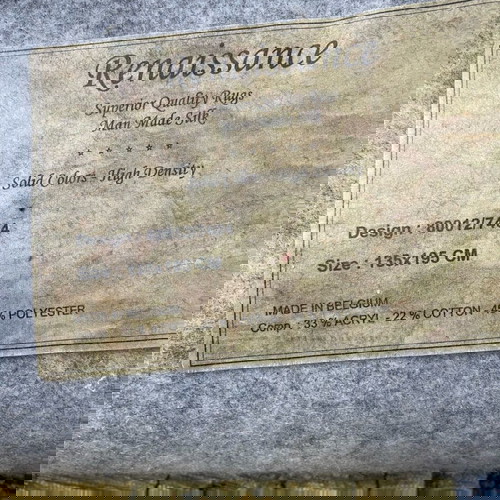 Renaissance
Superior Quality Rugs
Man Made Silk
* * * * *
Solid Colors - High Density
Design :
Size : 135x195 CM
% POLYESTER
MADE IN BELGIUM
Comp. : 33 % ACRYL - 22 % COTTON - 45